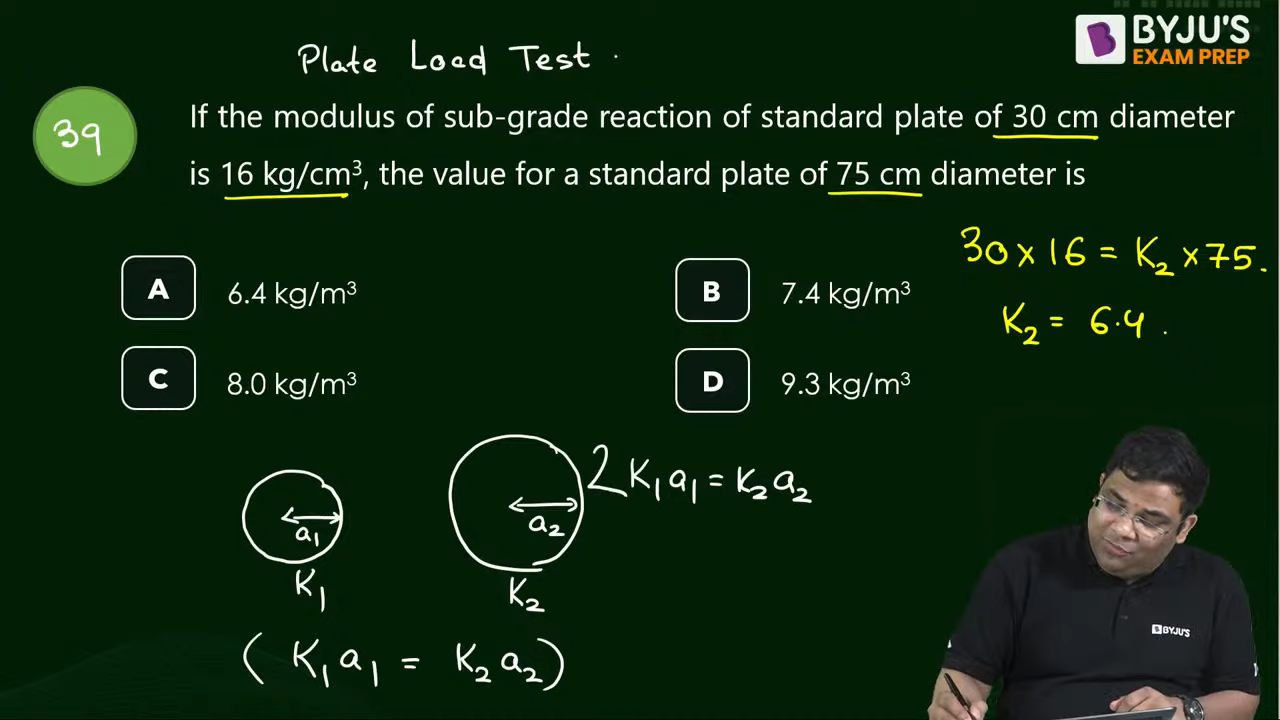 Plate Load Test
BYJU'S
EXAM PREP
39
If the modulus of sub-grade reaction of standard plate of 30 cm diameter
is 16 kg/cm³, the value for a standard plate of 75 cm diameter is
30 × 16 = K₂ × 75.
K₂ = 6.4.
A 6.4 kg/m³
B 7.4 kg/m³
C 8.0 kg/m³
D 9.3 kg/m³
a₁
K₁
a₂
K₂
2 K₁a₁ = K₂a₂
(K₁a₁ = K₂a₂)
BYJU'S